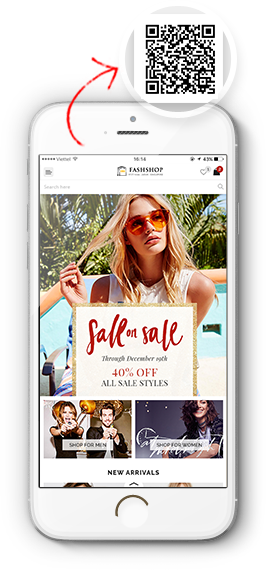 Viettel 16:14 43%
FASHSHOP
Search here
Sale on sale
Through December 19th
40% OFF
ALL SALE STYLES
SHOP FOR MEN
SHOP FOR WOMEN
NEW ARRIVALS